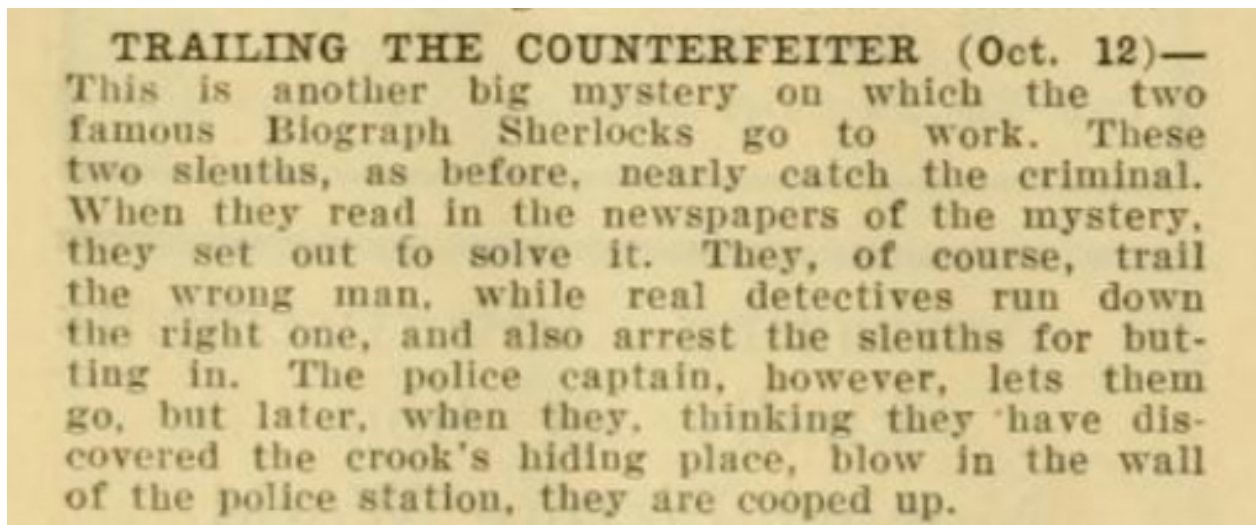 TRAILING THE COUNTERFEITER (Oct. 12)—
This is another big mystery on which the two
famous Biograph Sherlocks go to work. These
two sleuths, as before, nearly catch the criminal.
When they read in the newspapers of the mystery,
they set out to solve it. They, of course, trail
the wrong man, while real detectives run down
the right one, and also arrest the sleuths for but-
ting in. The police captain, however, lets them
go, but later, when they, thinking they have dis-
covered the crook's hiding place, blow in the wall
of the police station, they are cooped up.